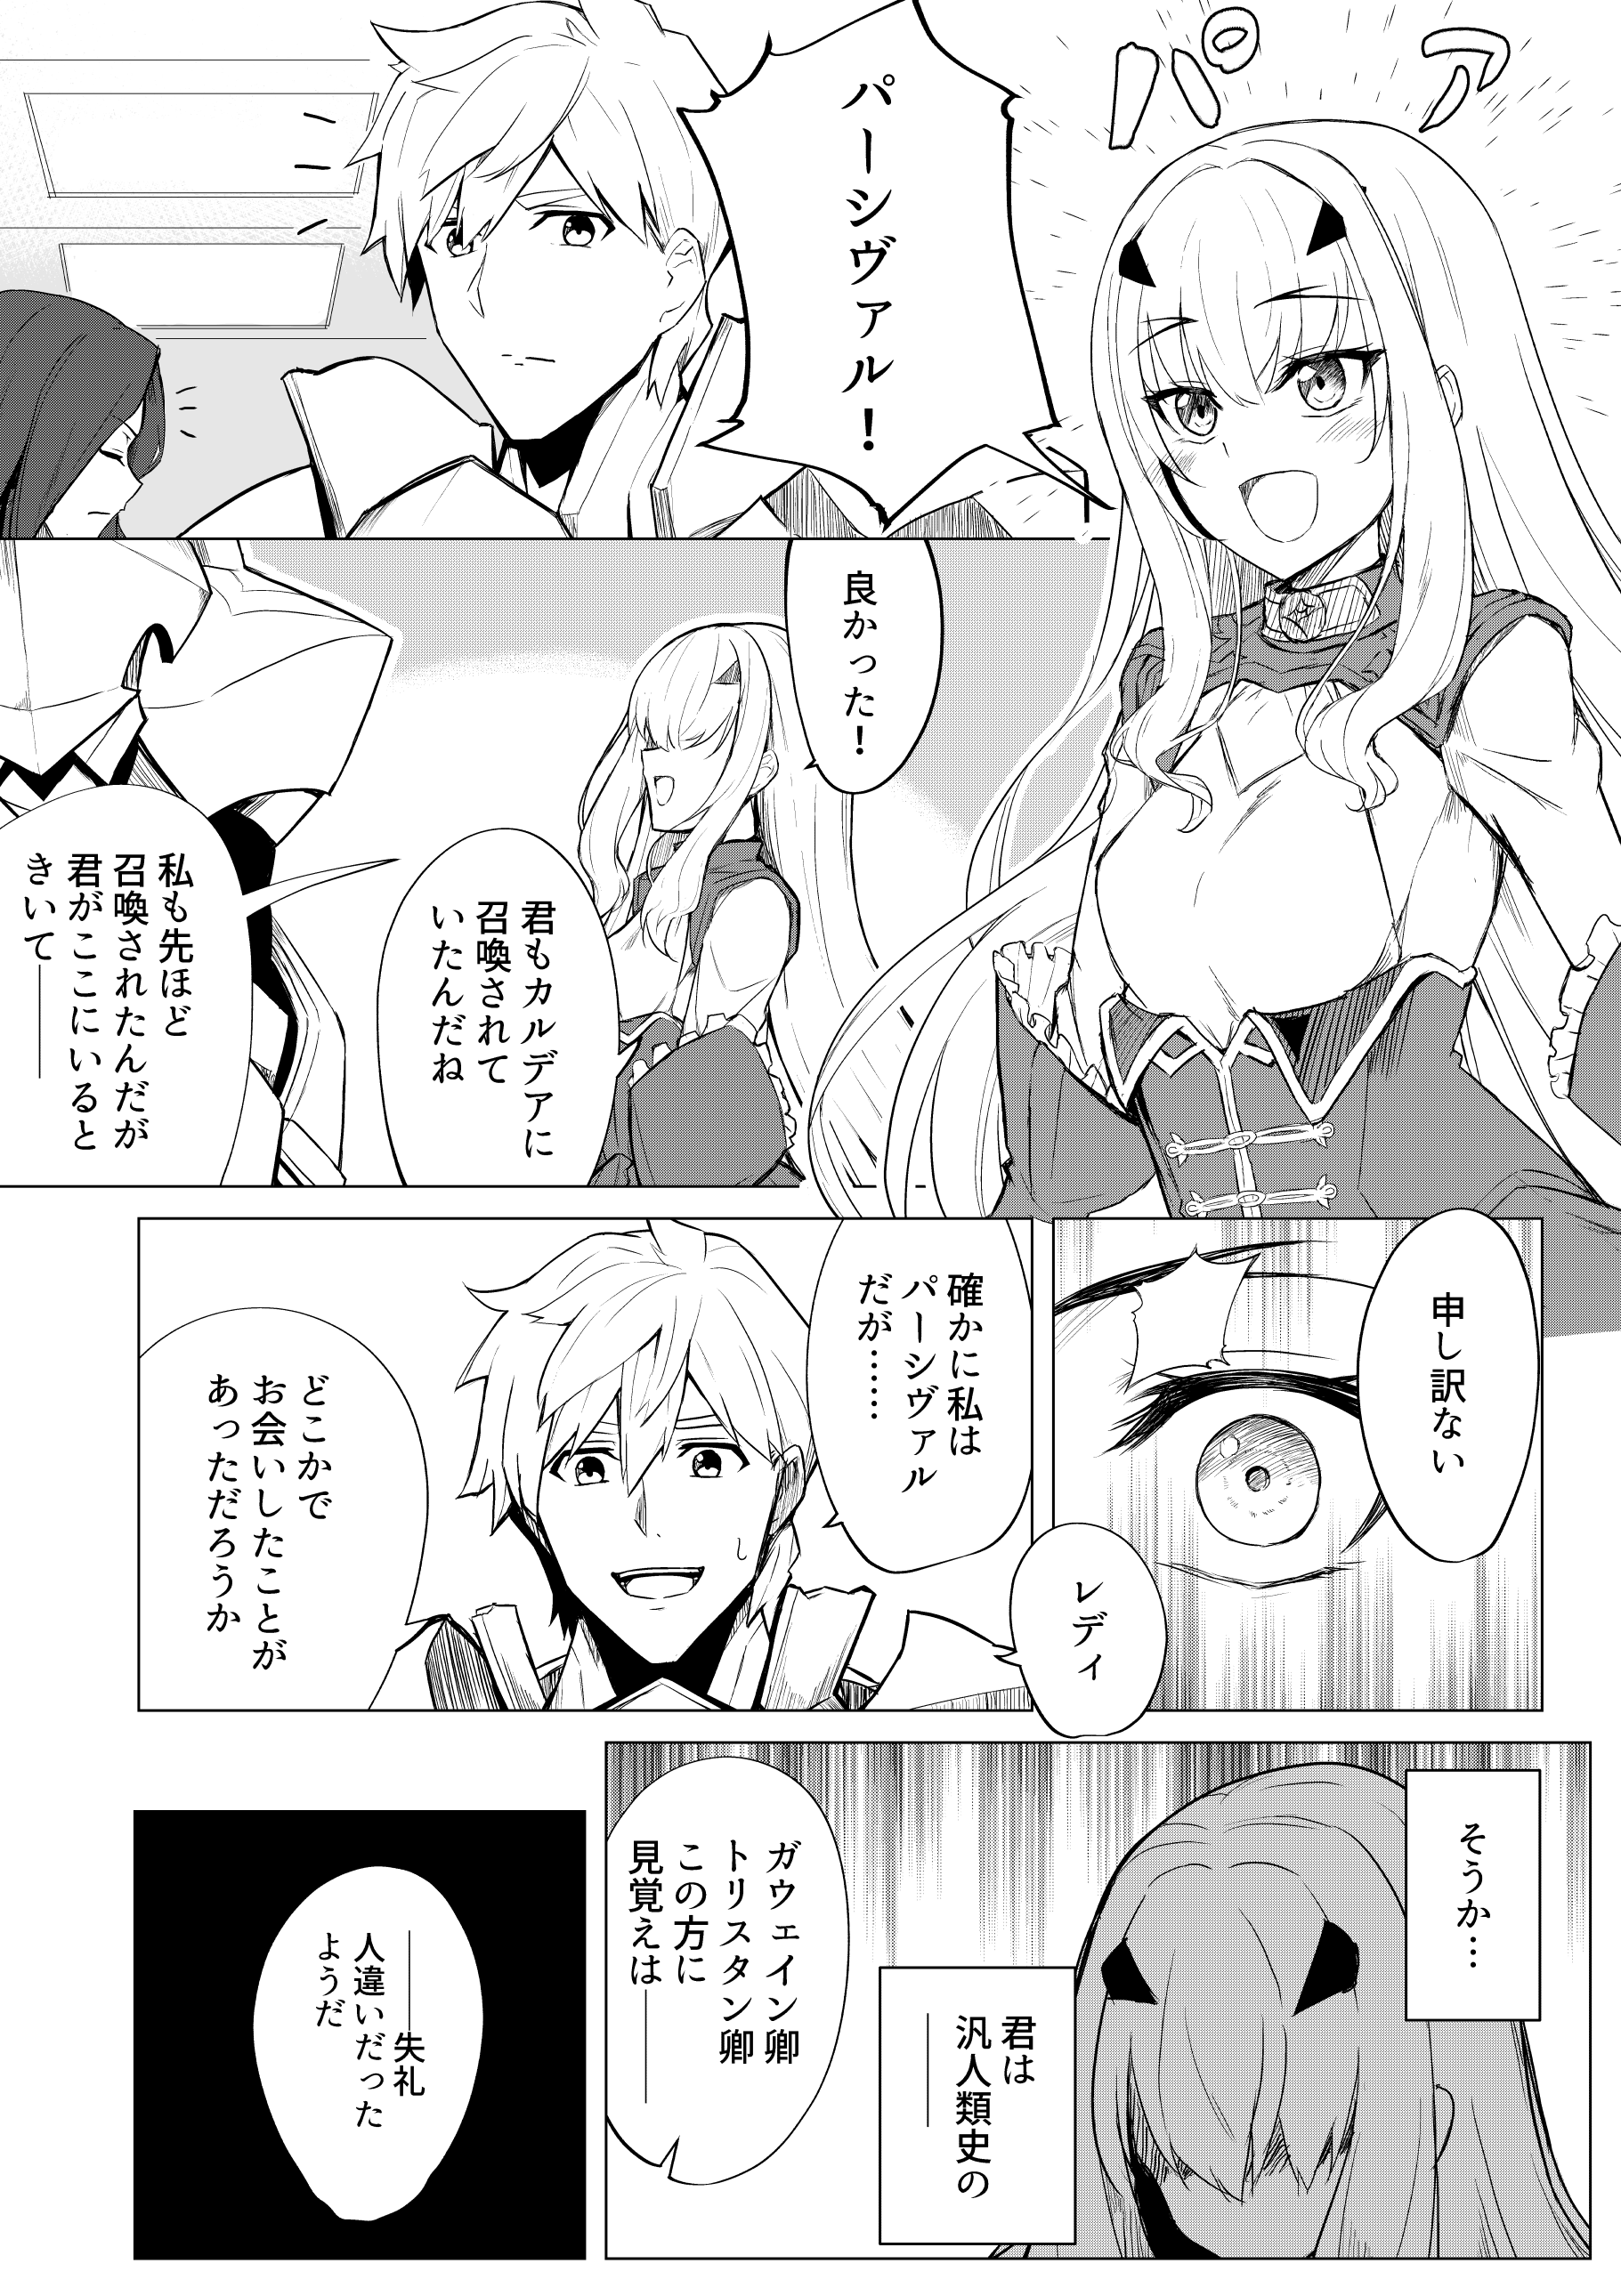 パァ
パーシヴァル！
良かった！
君もカルデアに
召喚されて
いたんだね
私も先ほど
召喚されたんだが
君がここにいると
きいて――
申し訳ない
レディ
確かに私は
パーシヴァル
だが……
どこかで
お会いしたことが
あっただろうか
そうか…
君は
汎人類史の
――
ガウェイン卿
トリスタン卿
この方に
見覚えは――
――失礼
人違いだった
ようだ